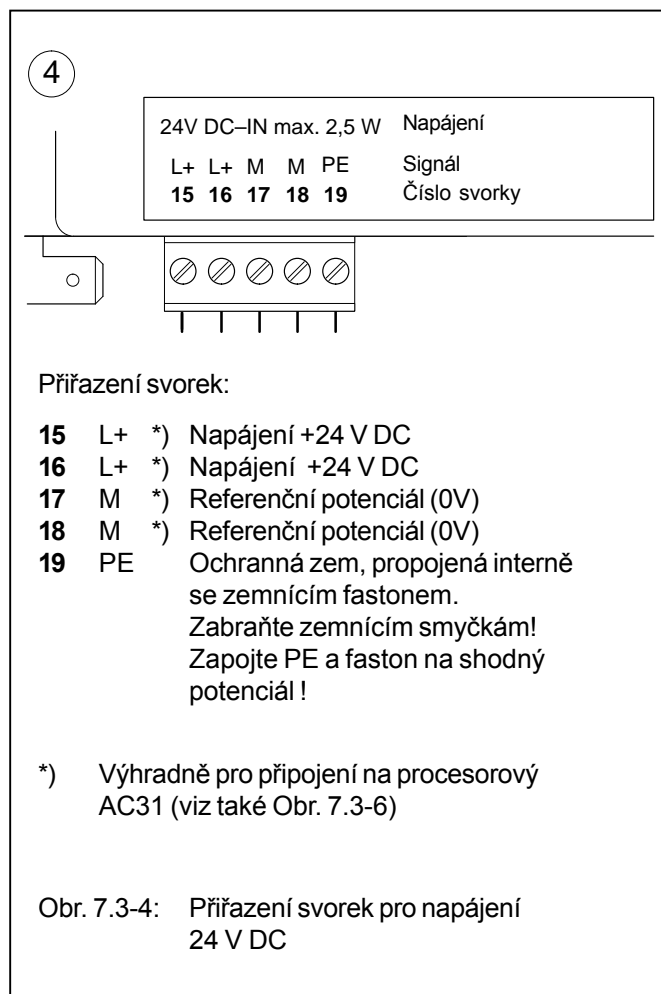 4
24V DC–IN max. 2,5 W Napájení
L+ L+ M M PE Signál
15 16 17 18 19 Číslo svorky
Přiřazení svorek:
15 L+ *) Napájení +24 V DC
16 L+ *) Napájení +24 V DC
17 M *) Referenční potenciál (0V)
18 M *) Referenční potenciál (0V)
19 PE Ochranná zem, propojená interně
se zemnícím fastonem.
Zabraňte zemnícím smyčkám!
Zapojte PE a faston na shodný
potenciál !
*) Výhradně pro připojení na procesorový
AC31 (viz také Obr. 7.3-6)
Obr. 7.3-4: Přiřazení svorek pro napájení
24 V DC